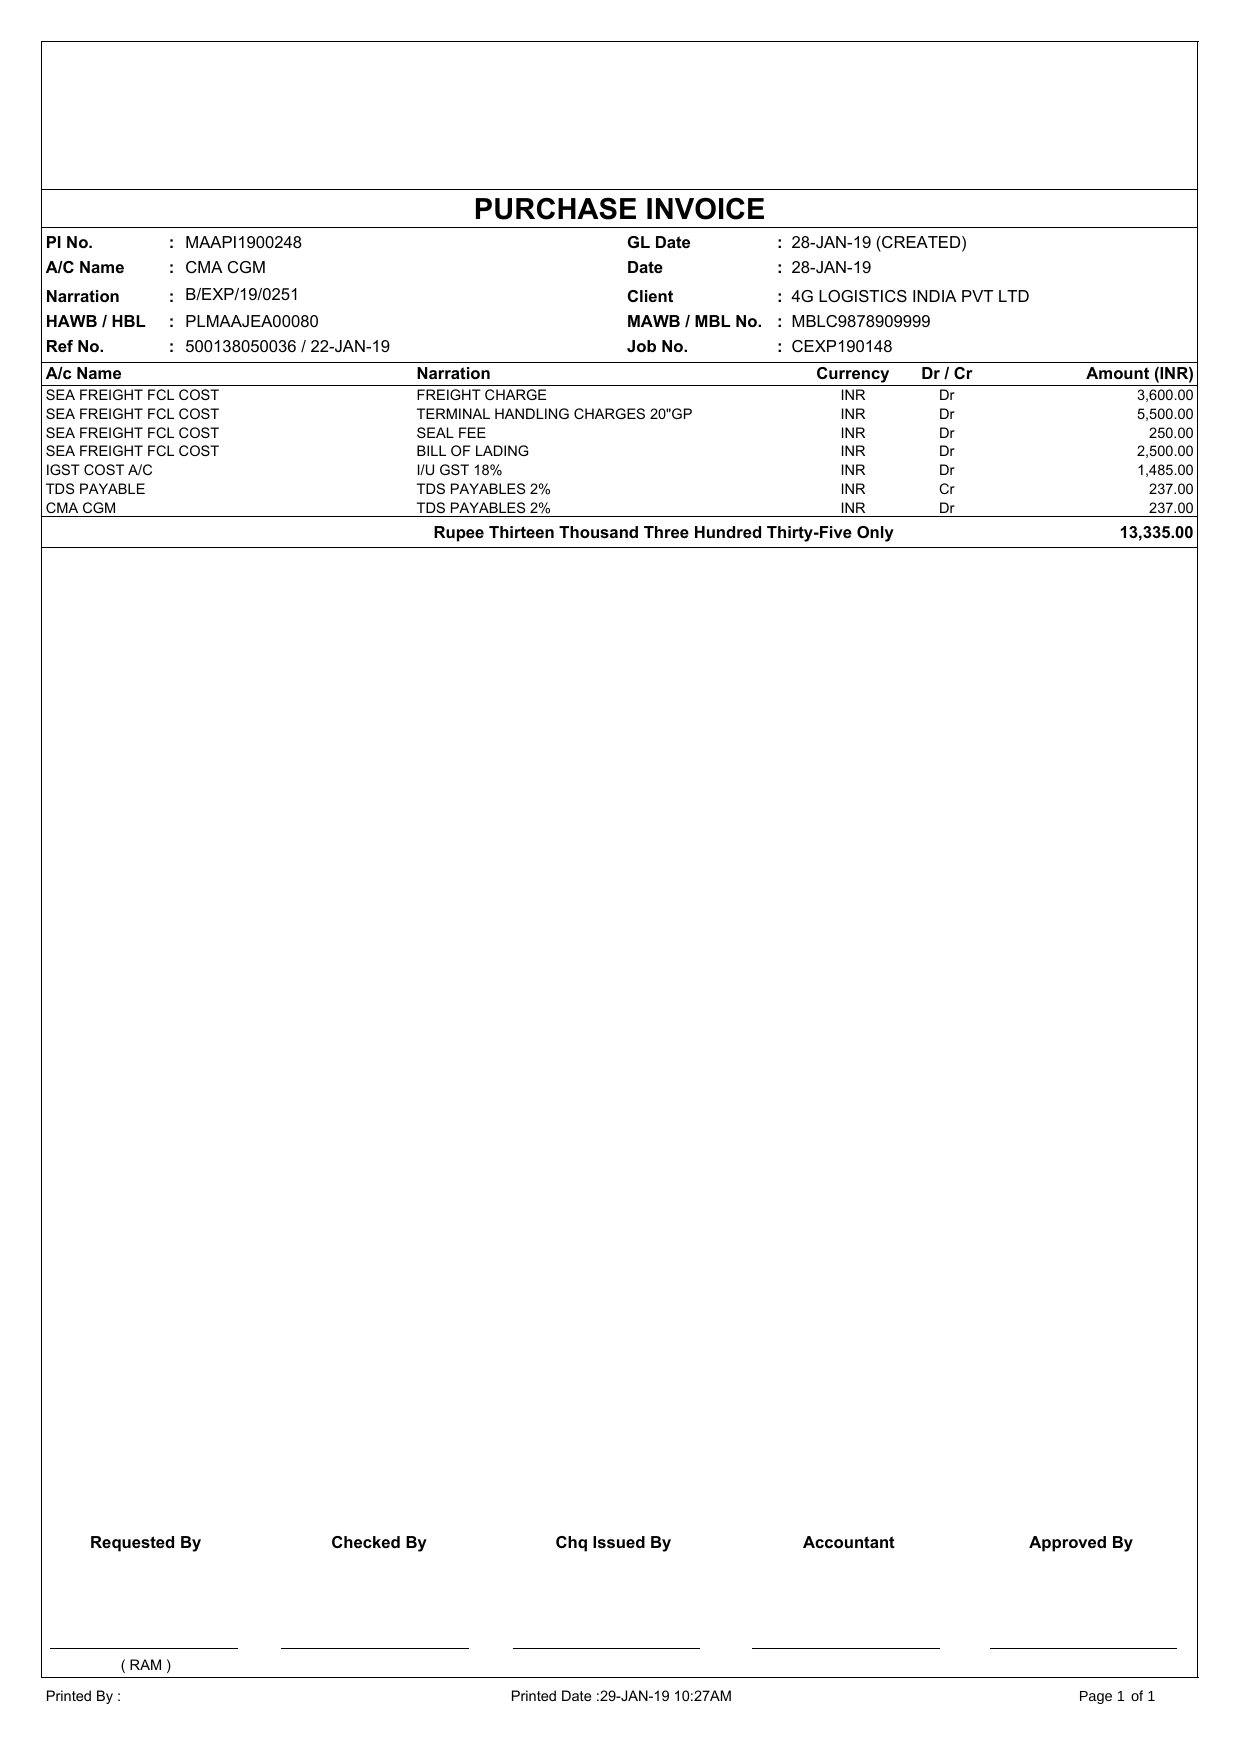 PURCHASE INVOICE
PI No. : MAAPI1900248 GL Date : 28-JAN-19 (CREATED)
A/C Name : CMA CGM Date : 28-JAN-19
Narration : B/EXP/19/0251 Client : 4G LOGISTICS INDIA PVT LTD
HAWB / HBL : PLMAAJEA00080 MAWB / MBL No. : MBLC9878909999
Ref No. : 500138050036 / 22-JAN-19 Job No. : CEXP190148
A/c Name Narration Currency Dr / Cr Amount (INR)
SEA FREIGHT FCL COST FREIGHT CHARGE INR Dr 3,600.00
SEA FREIGHT FCL COST TERMINAL HANDLING CHARGES 20"GP INR Dr 5,500.00
SEA FREIGHT FCL COST SEAL FEE INR Dr 250.00
SEA FREIGHT FCL COST BILL OF LADING INR Dr 2,500.00
IGST COST A/C I/U GST 18% INR Dr 1,485.00
TDS PAYABLE TDS PAYABLES 2% INR Cr 237.00
CMA CGM TDS PAYABLES 2% INR Dr 237.00
Rupee Thirteen Thousand Three Hundred Thirty-Five Only 13,335.00
Requested By Checked By Chq Issued By Accountant Approved By
( RAM )
Printed By : Printed Date :29-JAN-19 10:27AM Page 1 of 1